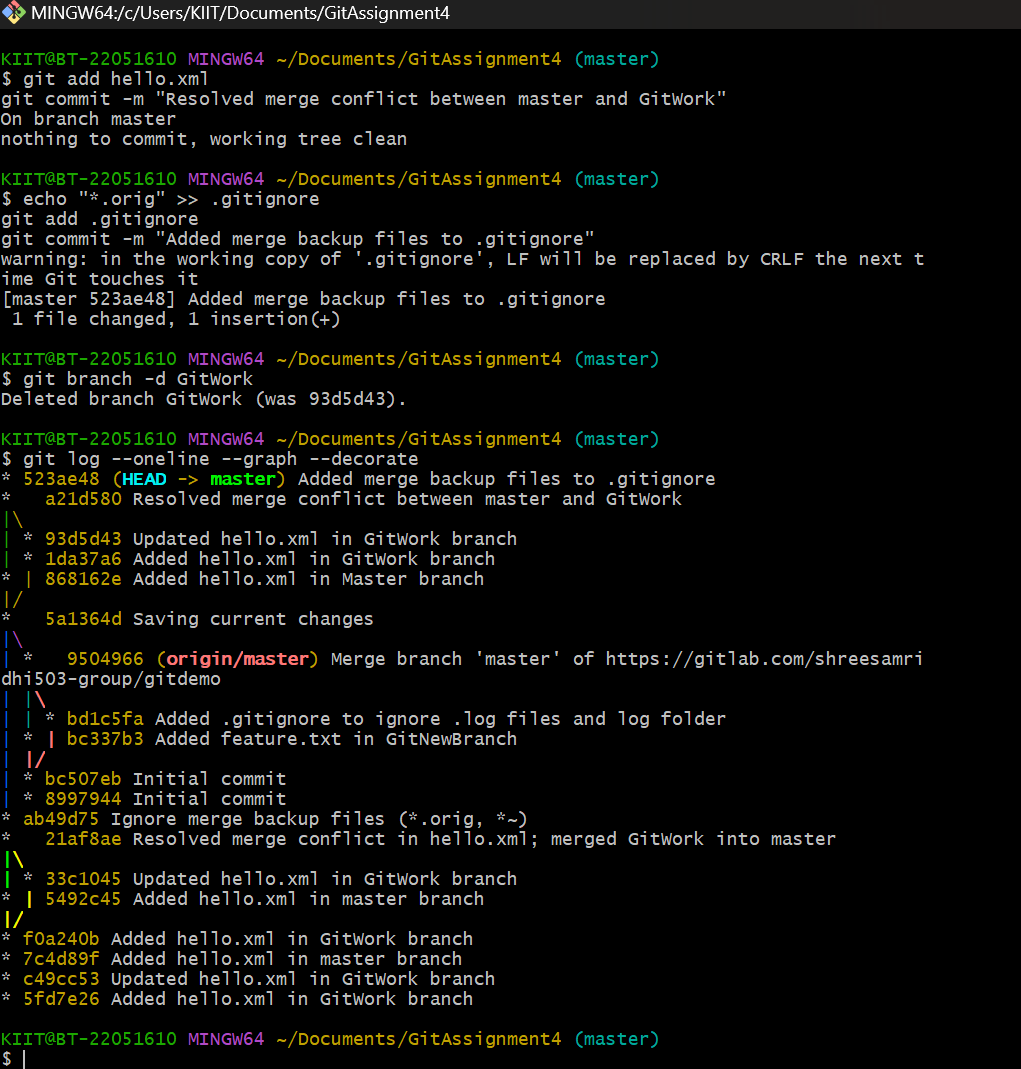 MINGW64:/c/Users/KIIT/Documents/GitAssignment4
KIIT@BT-22051610 MINGW64 ~/Documents/GitAssignment4 (master)
$ git add hello.xml
git commit -m "Resolved merge conflict between master and GitWork"
On branch master
nothing to commit, working tree clean
KIIT@BT-22051610 MINGW64 ~/Documents/GitAssignment4 (master)
$ echo "*.orig" >> .gitignore
git add .gitignore
git commit -m "Added merge backup files to .gitignore"
warning: in the working copy of '.gitignore', LF will be replaced by CRLF the next t
ime Git touches it
[master 523ae48] Added merge backup files to .gitignore
 1 file changed, 1 insertion(+)
KIIT@BT-22051610 MINGW64 ~/Documents/GitAssignment4 (master)
$ git branch -d GitWork
Deleted branch GitWork (was 93d5d43).
KIIT@BT-22051610 MINGW64 ~/Documents/GitAssignment4 (master)
$ git log --oneline --graph --decorate
* 523ae48 (HEAD -> master) Added merge backup files to .gitignore
*   a21d580 Resolved merge conflict between master and GitWork
|\
| * 93d5d43 Updated hello.xml in GitWork branch
| * 1da37a6 Added hello.xml in GitWork branch
* | 868162e Added hello.xml in Master branch
|/
*   5a1364d Saving current changes
|\
| *   9504966 (origin/master) Merge branch 'master' of https://gitlab.com/shreesamri
dhi503-group/gitdemo
| |\
| | * bd1c5fa Added .gitignore to ignore .log files and log folder
| * | bc337b3 Added feature.txt in GitNewBranch
| |/
| * bc507eb Initial commit
| * 8997944 Initial commit
* ab49d75 Ignore merge backup files (*.orig, *~)
*   21af8ae Resolved merge conflict in hello.xml; merged GitWork into master
|\
| * 33c1045 Updated hello.xml in GitWork branch
* | 5492c45 Added hello.xml in master branch
|/
* f0a240b Added hello.xml in GitWork branch
* 7c4d89f Added hello.xml in master branch
* c49cc53 Updated hello.xml in GitWork branch
* 5fd7e26 Added hello.xml in GitWork branch
KIIT@BT-22051610 MINGW64 ~/Documents/GitAssignment4 (master)
$